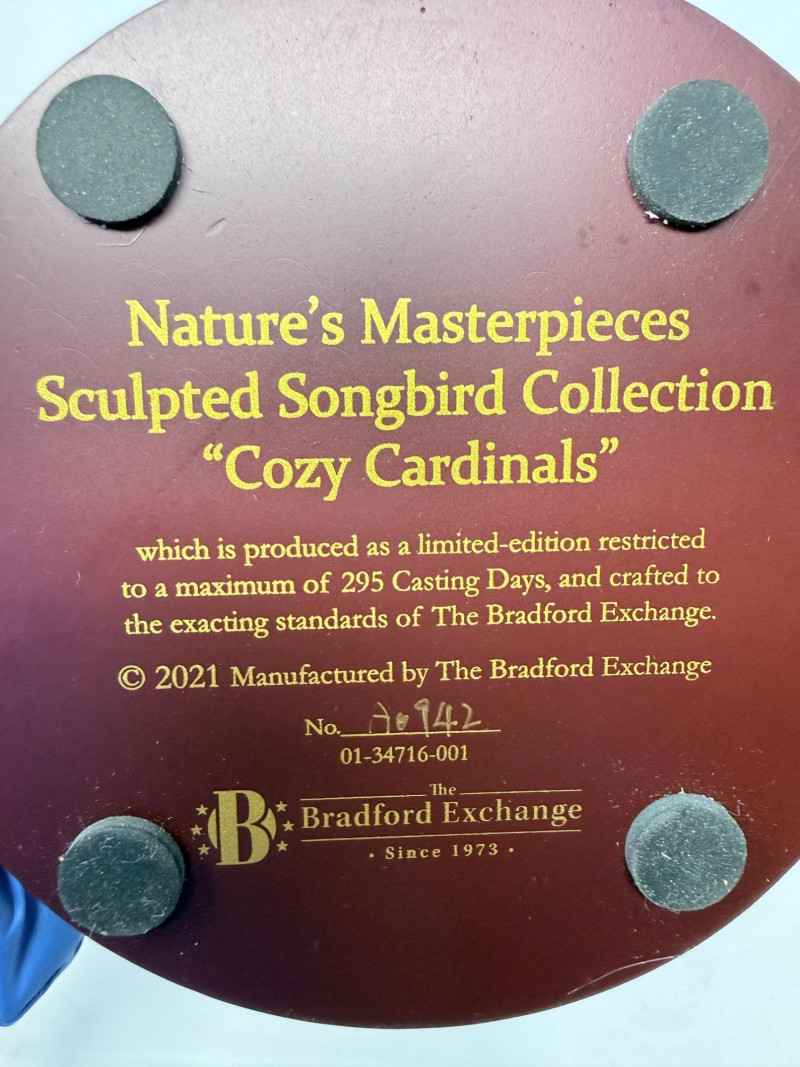 Nature's Masterpieces
Sculpted Songbird Collection
“Cozy Cardinals”
which is produced as a limited-edition restricted
to a maximum of 295 Casting Days, and crafted to
the exacting standards of The Bradford Exchange.
© 2021 Manufactured by The Bradford Exchange
No. A0942
01-34716-001
B
The
Bradford Exchange
· Since 1973 ·